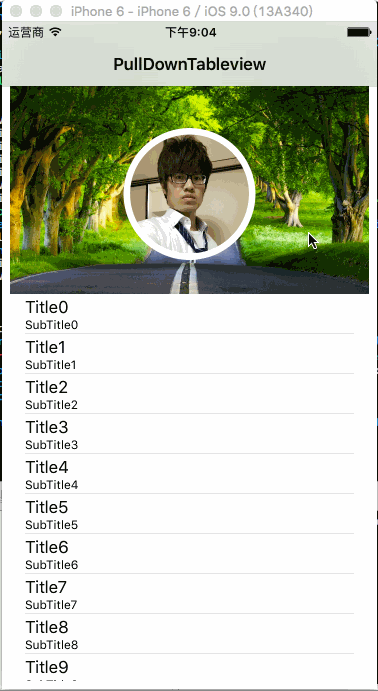 iPhone 6 - iPhone 6 / iOS 9.0 (13A340)
运营商 下午9:04
PullDownTableview
Title0
SubTitle0
Title1
SubTitle1
Title2
SubTitle2
Title3
SubTitle3
Title4
SubTitle4
Title5
SubTitle5
Title6
SubTitle6
Title7
SubTitle7
Title8
SubTitle8
Title9